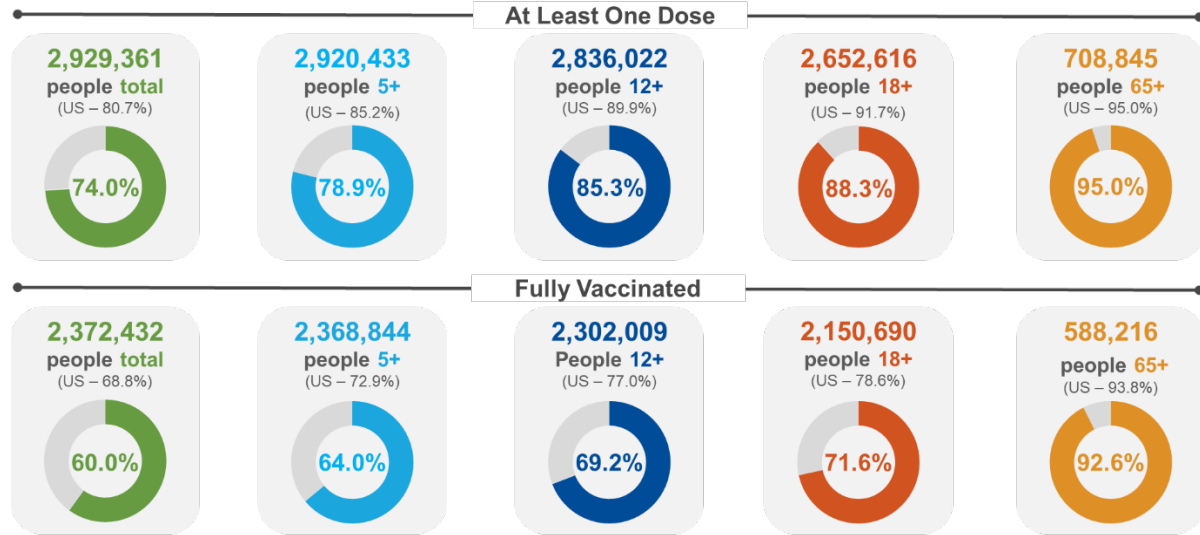 At Least One Dose
2,929,361
people total
(US – 80.7%)
74.0%
2,920,433
people 5+
(US – 85.2%)
78.9%
2,836,022
people 12+
(US – 89.9%)
85.3%
2,652,616
people 18+
(US – 91.7%)
88.3%
708,845
people 65+
(US – 95.0%)
95.0%
Fully Vaccinated
2,372,432
people total
(US – 68.8%)
60.0%
2,368,844
people 5+
(US – 72.9%)
64.0%
2,302,009
People 12+
(US – 77.0%)
69.2%
2,150,690
people 18+
(US – 78.6%)
71.6%
588,216
people 65+
(US – 93.8%)
92.6%